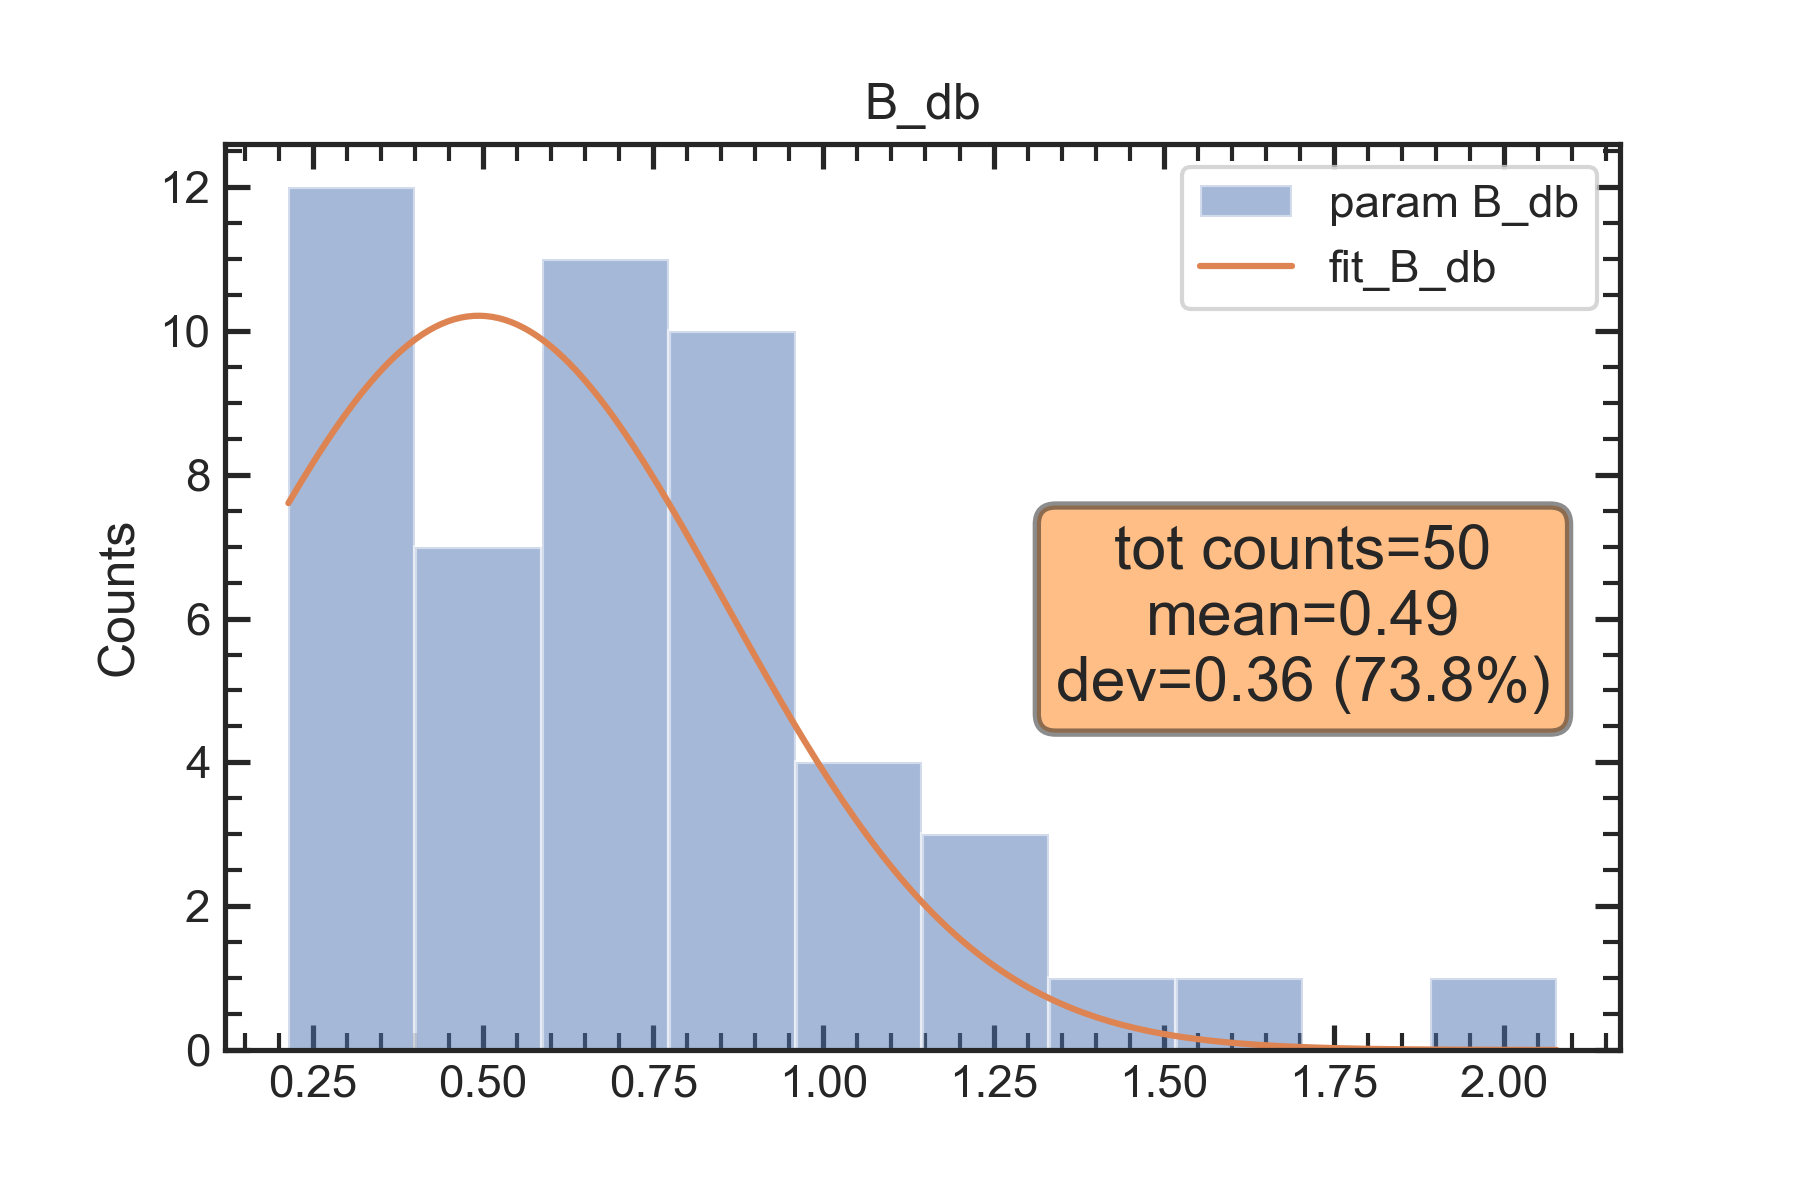 B_db
12
10
8
6
4
2
0
Counts
param B_db
fit_B_db
tot counts=50
mean=0.49
dev=0.36 (73.8%)
0.25 0.50 0.75 1.00 1.25 1.50 1.75 2.00